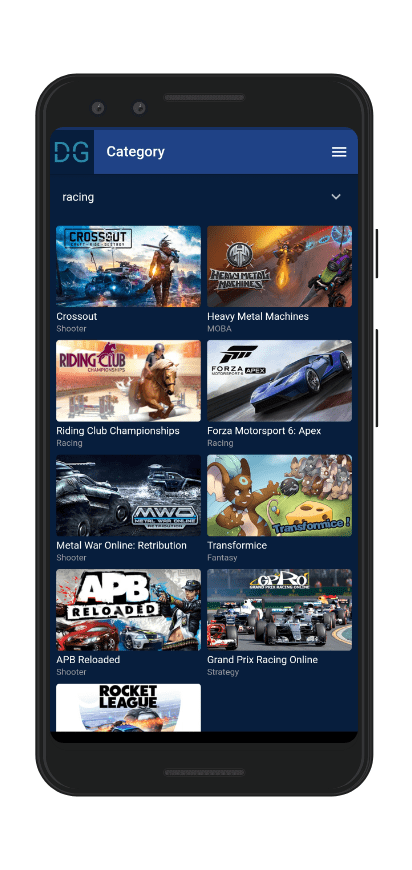 DG
Category
racing
CROSSOUT
CRAFT • RIDE • DESTROY
HEAVY METAL
MACHINES
Crossout
Shooter
Heavy Metal Machines
MOBA
RIDING CLUB
CHAMPIONSHIPS
FORZA
MOTORSPORT 6 APEX
Riding Club Championships
Racing
Forza Motorsport 6: Apex
Racing
MWO
METAL WAR ONLINE
RETRIBUTION
Transformice !
Metal War Online: Retribution
Shooter
Transformice
Fantasy
APB
RELOADED
GPRO
GRAND PRIX RACING ONLINE
APB Reloaded
Shooter
Grand Prix Racing Online
Strategy
ROCKET
LEAGUE